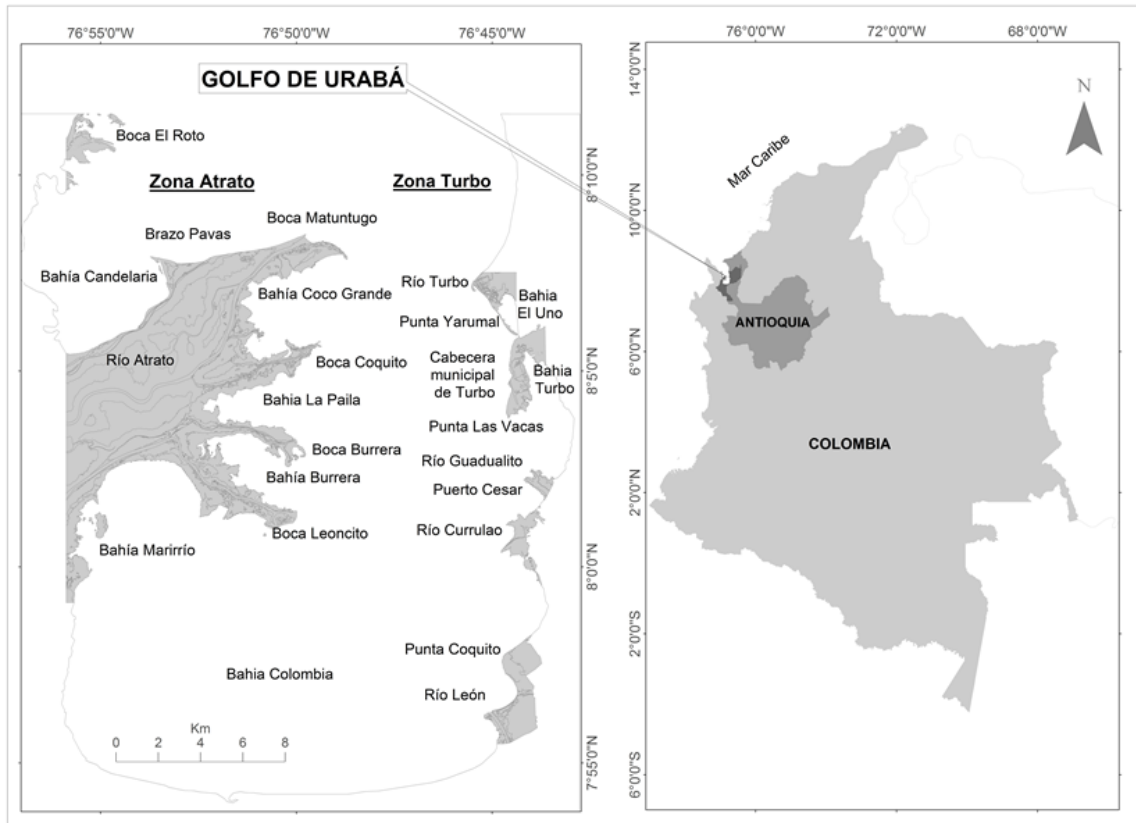 76°55'0"W
76°50'0"W
76°45'0"W
GOLFO DE URABÁ
Boca El Roto
Zona Atrato
Zona Turbo
8°10'0"N
Boca Matuntugo
Brazo Pavas
Bahía Candelaria
Río Turbo
Bahía Coco Grande
Bahia
El Uno
Punta Yarumal
Río Atrato
Boca Coquito
Cabecera
municipal
de Turbo
Bahia
Turbo
8°5'0"N
Bahia La Paila
Punta Las Vacas
Boca Burrera
Río Guadualito
Bahía Burrera
Puerto Cesar
Boca Leoncito
Río Currulao
Bahía Marirrío
8°0'0"N
Punta Coquito
Bahia Colombia
Río León
Km
0 2 4 6 8
7°55'0"N
76°0'0"W
72°0'0"W
68°0'0"W
14°0'0"N
N
Mar Caribe
10°0'0"N
ANTIOQUIA
6°0'0"N
COLOMBIA
2°0'0"N
2°0'0"S
6°0'0"S